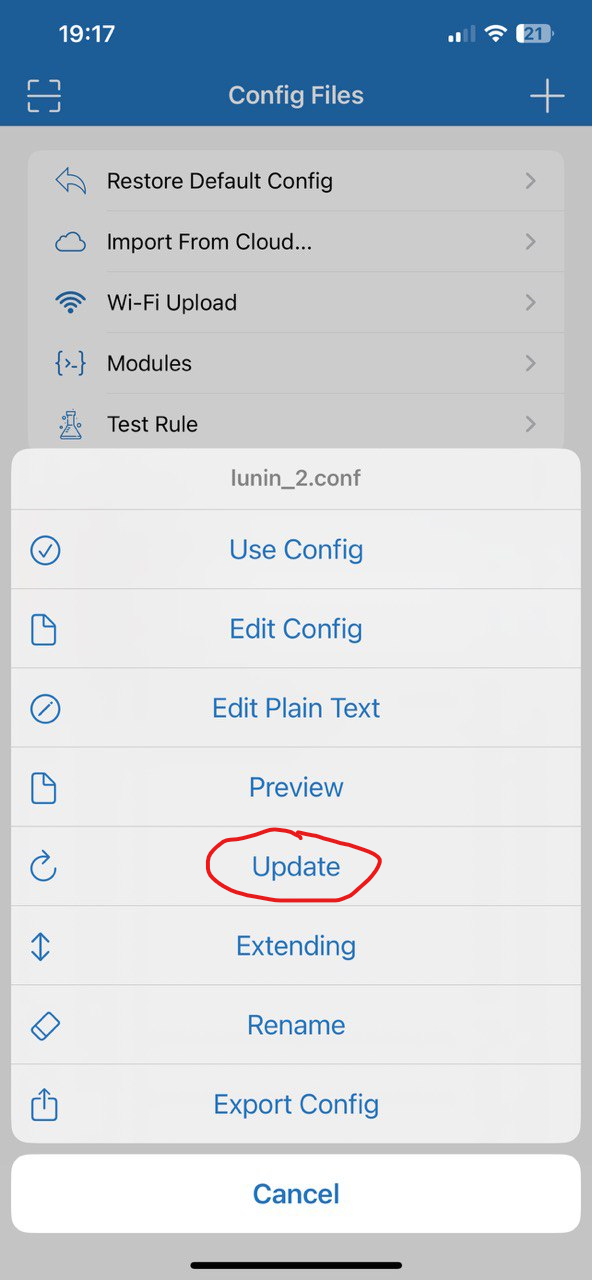 19:17
21
Config Files
Restore Default Config
Import From Cloud...
Wi-Fi Upload
Modules
Test Rule
lunin_2.conf
Use Config
Edit Config
Edit Plain Text
Preview
Update
Extending
Rename
Export Config
Cancel